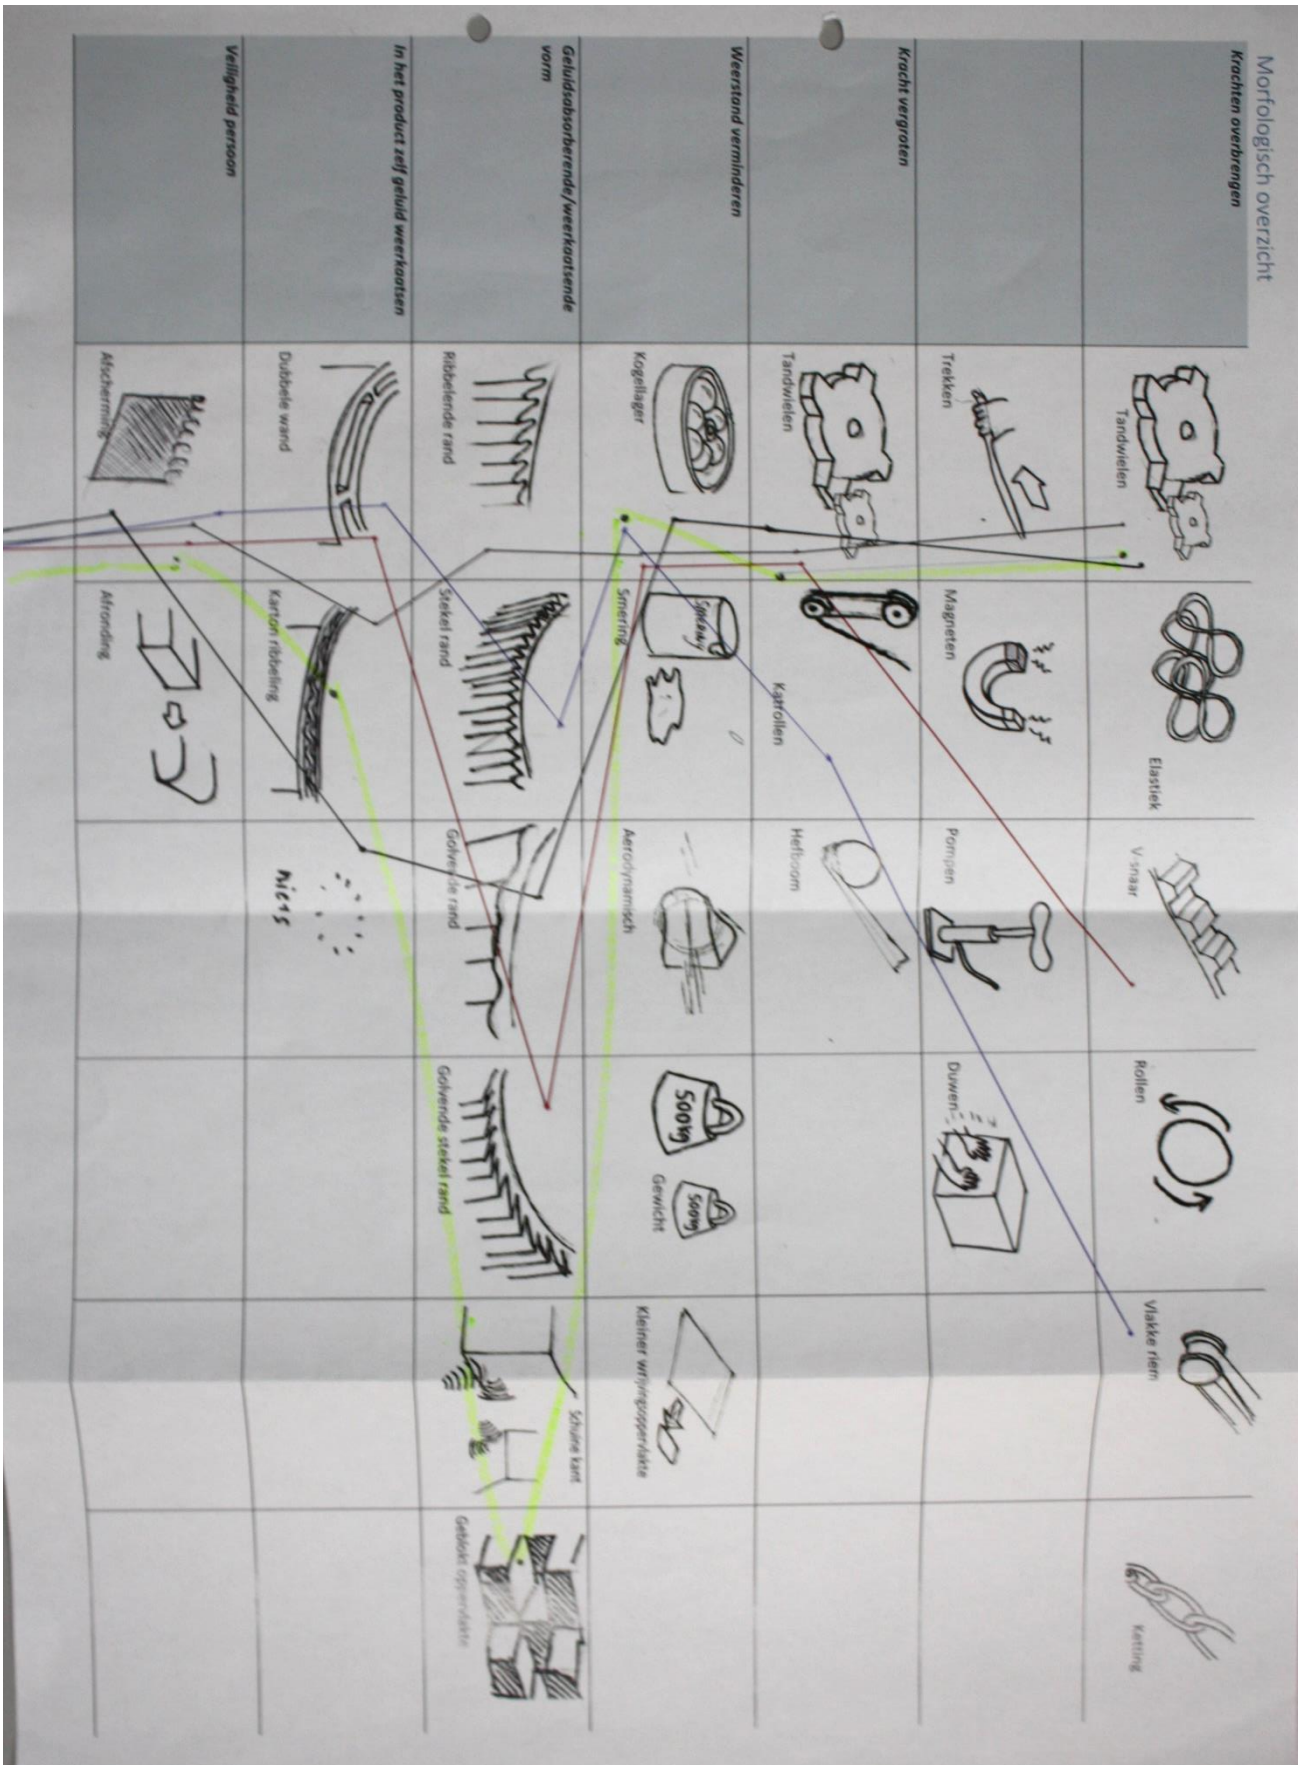 Morfologisch overzicht
Krachten overbrengen
Tandwielen
Elastiek
V-snaar
Rollen
Vlakke riem
Ketting
Trekken
Magneten
Pompen
Duwen
Kracht vergroten
Tandwielen
Katrollen
Hefboom
Weerstand verminderen
Kogellager
Smering
Smering
Aerodynamisch
500kg
500kg
Gewicht
Kleiner wrijvingsoppervlakte
Geluidsabsorberende/weerkaatsende
vorm
Ribbelende rand
Stekel rand
Golvende rand
Golvende stekel rand
Schuine kant
Geblokt oppervlakte
In het product zelf geluid weerkaatsen
Dubbele wand
Karton ribbeling
Niets
Veiligheid persoon
Afscherming
Afronding